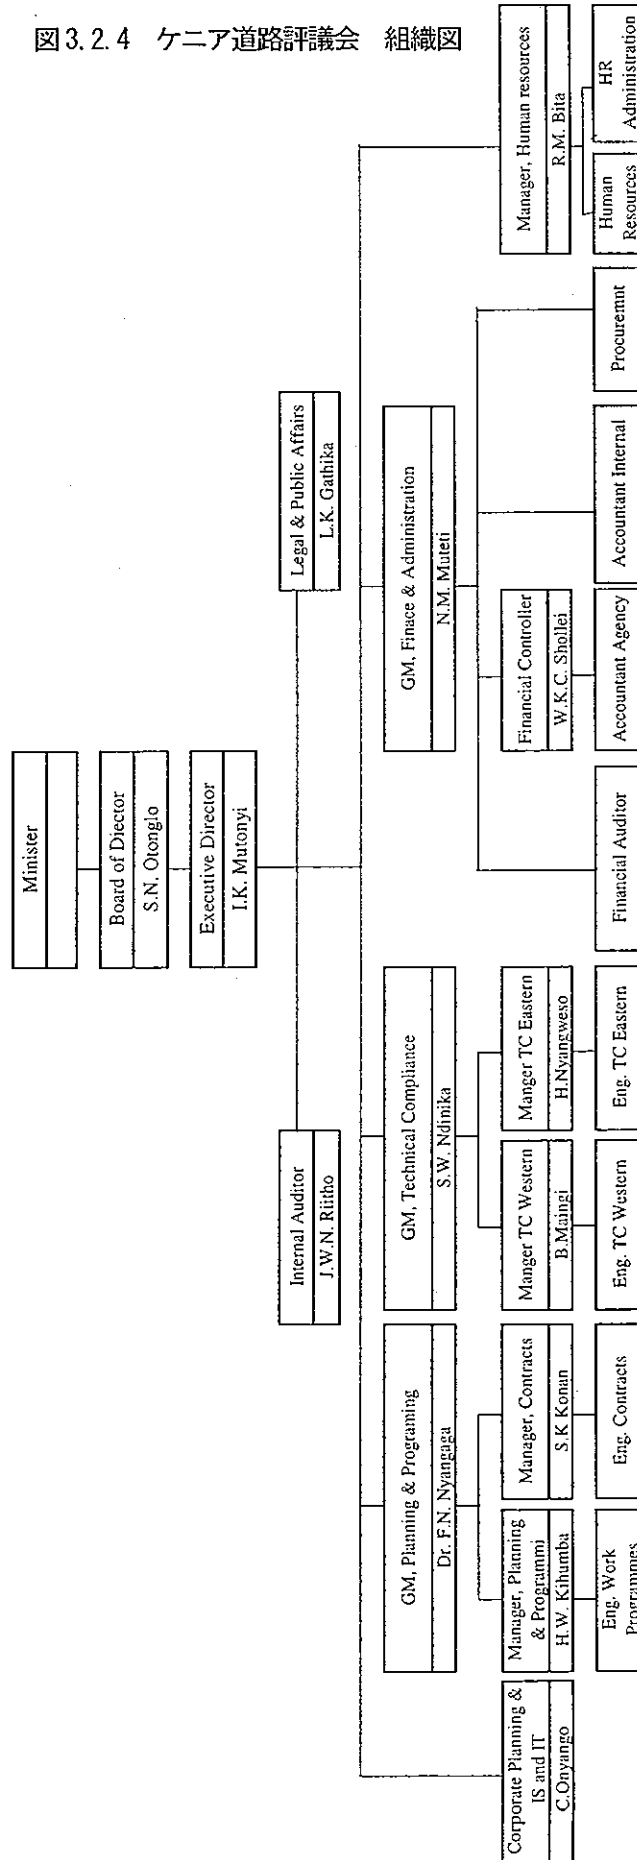 図3.2.4 ケニア道路評議会 組織図
Minister
Board of Diector
S.N. Otonglo
Executive Director
I.K. Mutonyi
Internal Auditor
J.W.N. Riitho
Legal & Public Affairs
L.K. Gathika
GM, Planning & Programing
Dr. F.N. Nyangaga
GM, Technical Compliance
S.W. Ndinika
GM, Finace & Administration
N.M. Muteti
Corporate Planning &
IS and IT
C.Onyango
Manager, Planning
& Programmi
H.W. Kihumba
Manager, Contracts
S.K Konan
Manger TC Western
B.Maingi
Manger TC Eastern
H.Nyangweso
Financial Controller
W.K.C. Shollei
Manager, Human resources
R.M. Bita
Eng. Work
Programmes
Eng. Contracts
Eng. TC Western
Eng. TC Eastern
Financial Auditor
Accountant Agency
Accountant Internal
Procuremnt
Human
Resources
HR
Administration